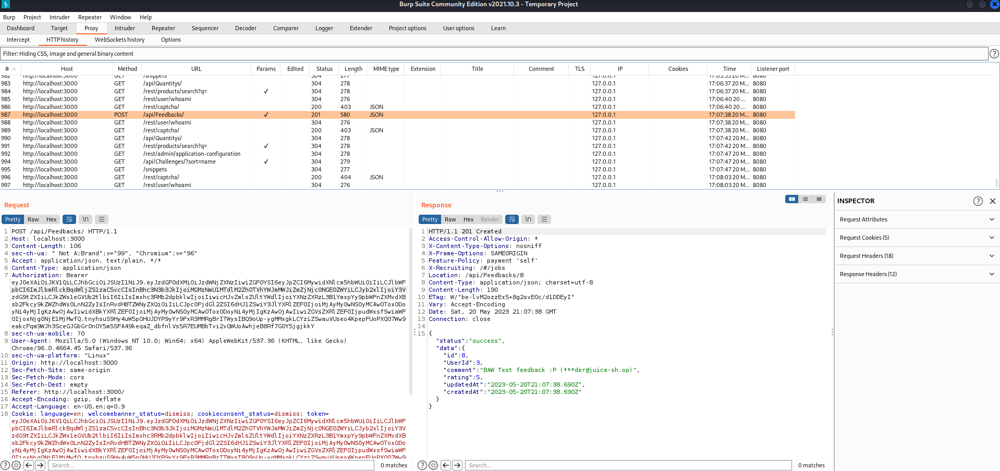 Burp Suite Community Edition v2021.10.3 - Temporary Project
Burp Project Intruder Repeater Window Help
Dashboard Target Proxy Intruder Repeater Sequencer Decoder Comparer Logger Extender Project options User options Learn
Intercept HTTP history WebSockets history Options
Filter: Hiding CSS, image and general binary content
# Host Method URL Params Edited Status Length MIME type Extension Title Comment TLS IP Cookies Time Listener port
982 http://localhost:3000 GET /snippets 304 277 127.0.0.1 17:05:55 20 M... 8080
983 http://localhost:3000 GET /api/Quantitys/ 304 278 127.0.0.1 17:06:37 20 M... 8080
984 http://localhost:3000 GET /rest/products/search?q= ✓ 304 278 127.0.0.1 17:06:37 20 M... 8080
985 http://localhost:3000 GET /rest/user/whoami 304 276 127.0.0.1 17:06:40 20 ... 8080
986 http://localhost:3000 GET /rest/captcha/ 200 403 JSON 127.0.0.1 17:06:40 20 ... 8080
987 http://localhost:3000 POST /api/Feedbacks/ ✓ 201 580 JSON 127.0.0.1 17:07:38 20 M... 8080
988 http://localhost:3000 GET /rest/user/whoami 304 276 127.0.0.1 17:07:38 20 M... 8080
989 http://localhost:3000 GET /rest/captcha/ 200 403 JSON 127.0.0.1 17:07:38 20 M... 8080
990 http://localhost:3000 GET /api/Quantitys/ 304 278 127.0.0.1 17:07:42 20 M... 8080
991 http://localhost:3000 GET /rest/products/search?q= ✓ 304 278 127.0.0.1 17:07:42 20 M... 8080
992 http://localhost:3000 GET /rest/admin/application-configuration 304 278 127.0.0.1 17:07:47 20 M... 8080
994 http://localhost:3000 GET /api/Challenges/?sort=name ✓ 304 279 127.0.0.1 17:07:47 20 M... 8080
995 http://localhost:3000 GET /snippets 304 277 127.0.0.1 17:07:47 20 M... 8080
996 http://localhost:3000 GET /rest/captcha/ 200 404 JSON 127.0.0.1 17:08:03 20 M... 8080
997 http://localhost:3000 GET /rest/user/whoami 304 276 127.0.0.1 17:08:03 20 M... 8080
Request
Pretty Raw Hex \n
1 POST /api/Feedbacks/ HTTP/1.1
2 Host: localhost:3000
3 Content-Length: 106
4 sec-ch-ua: " Not A;Brand";v="99", "Chromium";v="96"
5 Accept: application/json, text/plain, */*
6 Content-Type: application/json
7 Authorization: Bearer
8 sec-ch-ua-mobile: ?0
9 User-Agent: Mozilla/5.0 (Windows NT 10.0; Win64; x64) AppleWebKit/537.36 (KHTML, like Gecko)
Chrome/96.0.4664.45 Safari/537.36
10 sec-ch-ua-platform: "Linux"
11 Origin: http://localhost:3000
12 Sec-Fetch-Site: same-origin
13 Sec-Fetch-Mode: cors
14 Sec-Fetch-Dest: empty
15 Referer: http://localhost:3000/
16 Accept-Encoding: gzip, deflate
17 Accept-Language: en-US,en;q=0.9
18 Cookie: language=en; welcomebanner_status=dismiss; cookieconsent_status=dismiss; token=
Search... 0 matches
Response
Pretty Raw Hex Render \n
1 HTTP/1.1 201 Created
2 Access-Control-Allow-Origin: *
3 X-Content-Type-Options: nosniff
4 X-Frame-Options: SAMEORIGIN
5 Feature-Policy: payment 'self'
6 X-Recruiting: /#/jobs
7 Location: /api/Feedbacks/8
8 Content-Type: application/json; charset=utf-8
9 Content-Length: 190
10 ETag: W/"be-lvM2ozzEx5+8g2svEOc/d1DDEyI"
11 Vary: Accept-Encoding
12 Date: Sat, 20 May 2023 21:07:38 GMT
13 Connection: close
14
15 {
"status":"success",
"data":{
"id":8,
"UserId":3,
"comment":"BAW Test feedback :P (***der@juice-sh.op)",
"rating":5,
"updatedAt":"2023-05-20T21:07:38.690Z",
"createdAt":"2023-05-20T21:07:38.690Z"
}
}
Search... 0 matches
INSPECTOR
Request Attributes
Request Cookies (5)
Request Headers (18)
Response Headers (12)